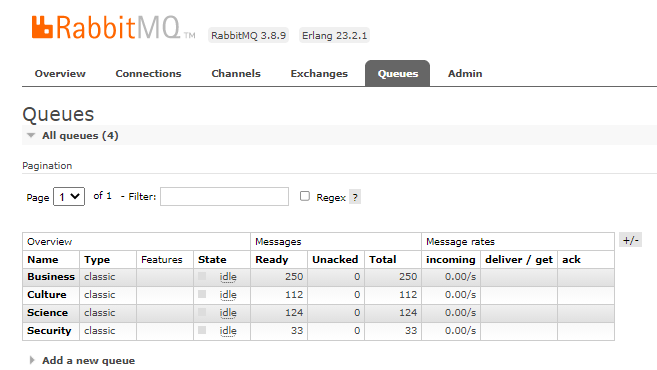 RabbitMQ TM RabbitMQ 3.8.9 Erlang 23.2.1
Overview Connections Channels Exchanges Queues Admin
Queues
All queues (4)
Pagination
Page 1 of 1 - Filter: Regex ?
Overview Messages Message rates +/-
Name Type Features State Ready Unacked Total incoming deliver / get ack
Business classic idle 250 0 250 0.00/s
Culture classic idle 112 0 112 0.00/s
Science classic idle 124 0 124 0.00/s
Security classic idle 33 0 33 0.00/s
Add a new queue